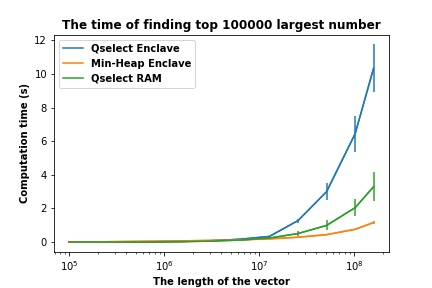 The time of finding top 100000 largest number
12
10
8
6
4
2
0
Computation time (s)
Qselect Enclave
Min-Heap Enclave
Qselect RAM
10⁵ 10⁶ 10⁷ 10⁸
The length of the vector